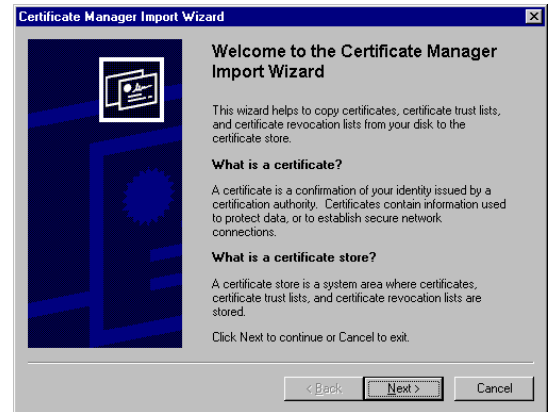 Certificate Manager Import Wizard
Welcome to the Certificate Manager
Import Wizard
This wizard helps to copy certificates, certificate trust lists,
and certificate revocation lists from your disk to the
certificate store.
What is a certificate?
A certificate is a confirmation of your identity issued by a
certification authority. Certificates contain information used
to protect data, or to establish secure network
connections.
What is a certificate store?
A certificate store is a system area where certificates,
certificate trust lists, and certificate revocation lists are
stored.
Click Next to continue or Cancel to exit.
< Back Next > Cancel